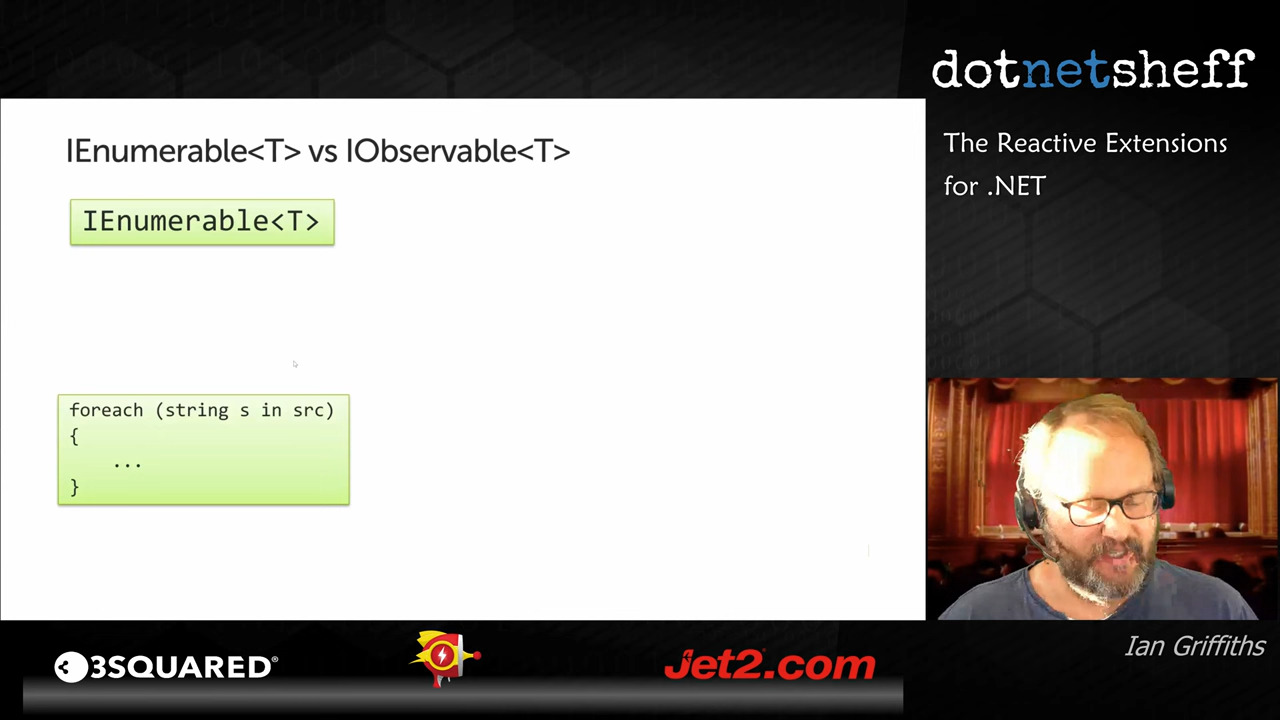 dotnetsheff
The Reactive Extensions
for .NET
IEnumerable<T> vs IObservable<T>
IEnumerable<T>
foreach (string s in src)
{
...
}
Ian Griffiths
3SQUARED®
Jet2.com